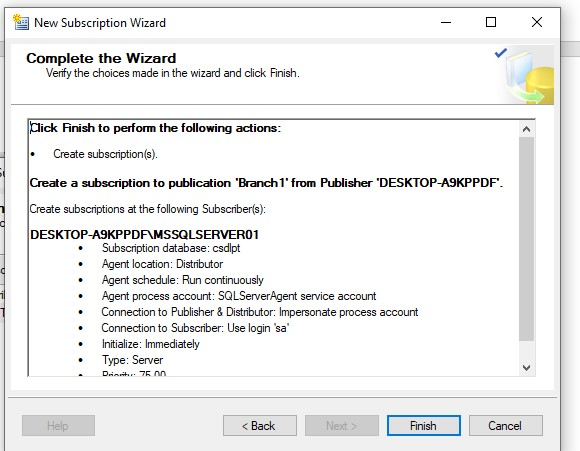 New Subscription Wizard
Complete the Wizard
Verify the choices made in the wizard and click Finish.
Click Finish to perform the following actions:
• Create subscription(s).
Create a subscription to publication 'Branch1' from Publisher 'DESKTOP-A9KPPDF'.
Create subscriptions at the following Subscriber(s):
DESKTOP-A9KPPDF\MSSQLSERVER01
• Subscription database: csdlpt
• Agent location: Distributor
• Agent schedule: Run continuously
• Agent process account: SQLServerAgent service account
• Connection to Publisher & Distributor: Impersonate process account
• Connection to Subscriber: Use login 'sa'
• Initialize: Immediately
• Type: Server
• Priority: 75.00
Help
< Back
Next >
Finish
Cancel